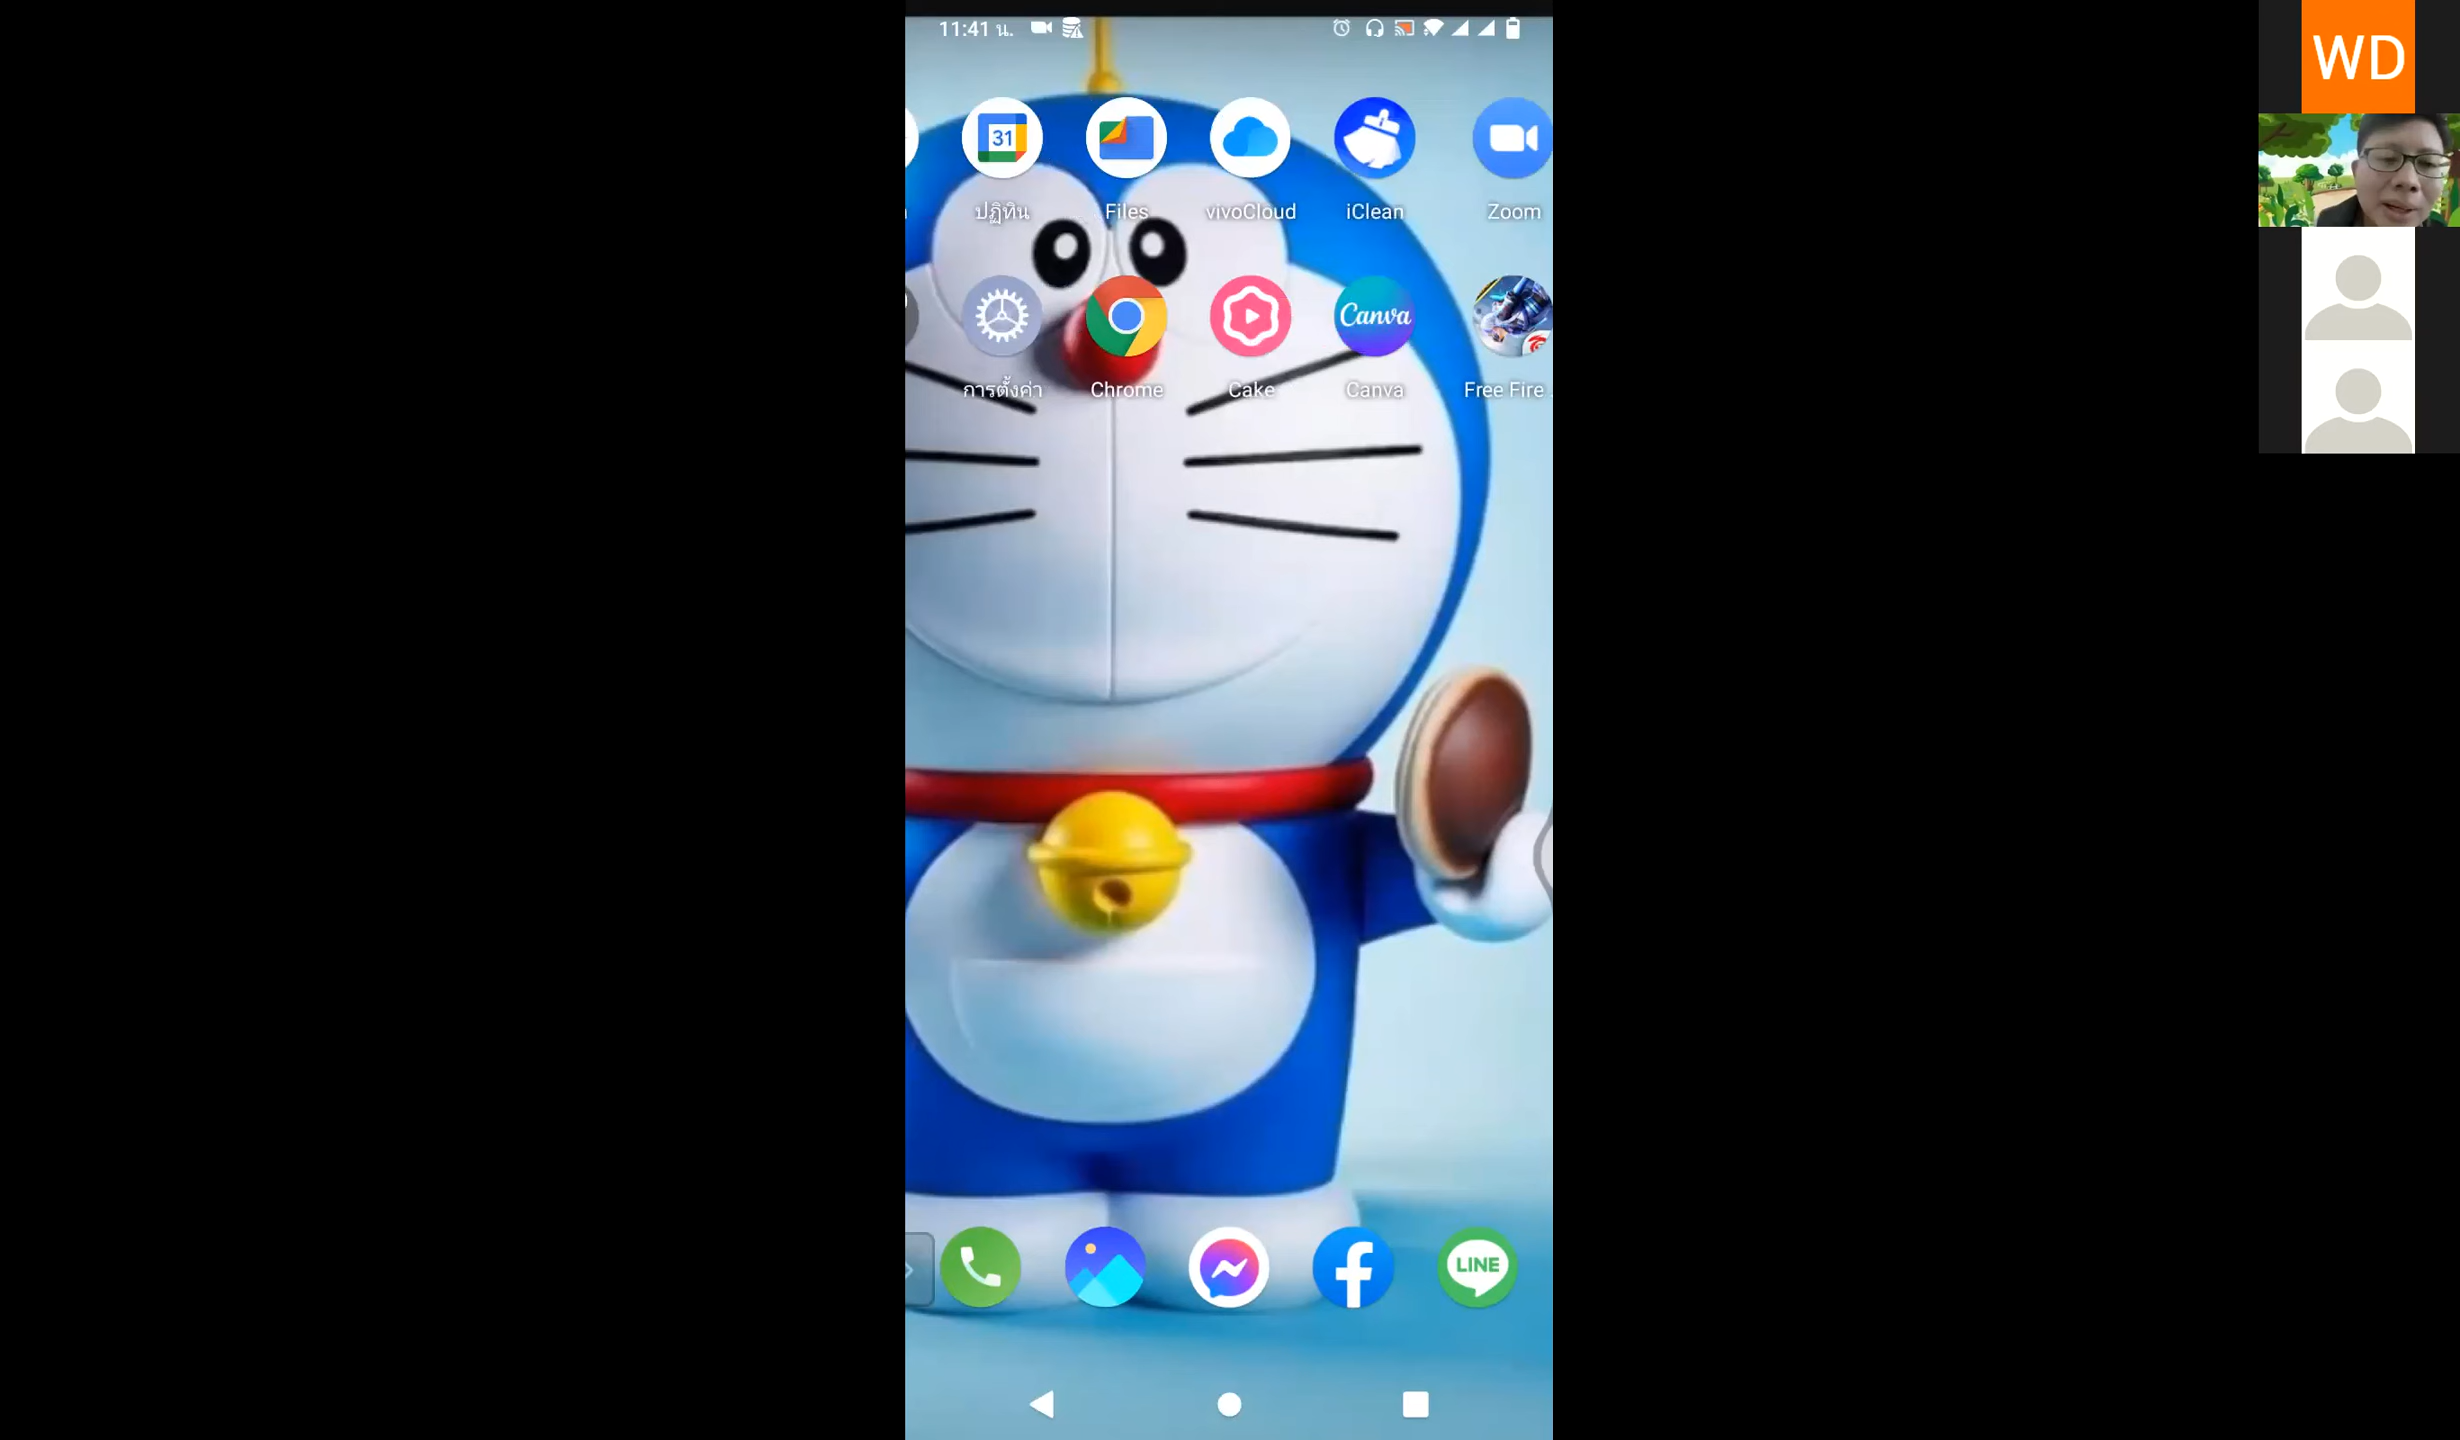 11:41 น.
WD
31
ปฏิทิน
Files
vivoCloud
iClean
Zoom
Canva
การตั้งค่า
Chrome
Cake
Canva
Free Fire
LINE